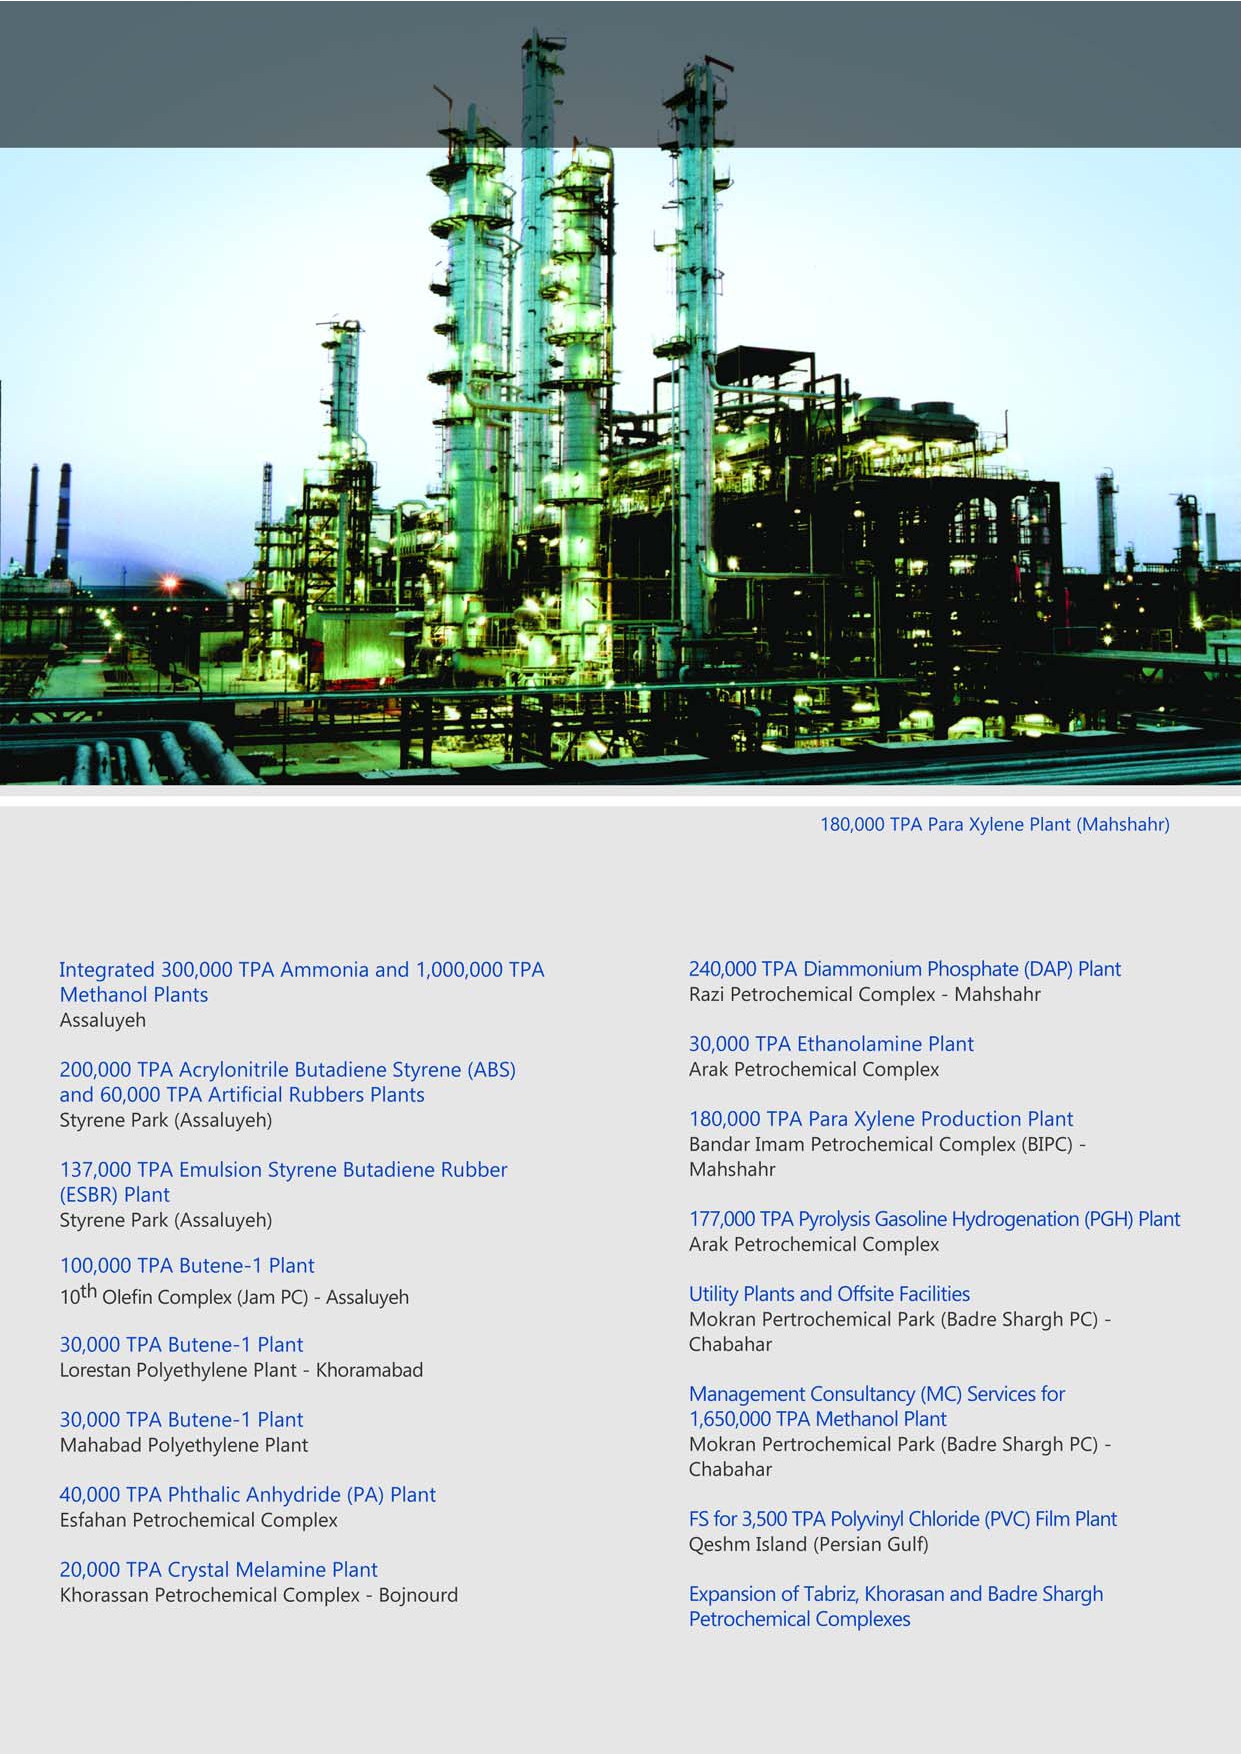 180,000 TPA Para Xylene Plant (Mahshahr)
Integrated 300,000 TPA Ammonia and 1,000,000 TPA
Methanol Plants
Assaluyeh
200,000 TPA Acrylonitrile Butadiene Styrene (ABS)
and 60,000 TPA Artificial Rubbers Plants
Styrene Park (Assaluyeh)
137,000 TPA Emulsion Styrene Butadiene Rubber
(ESBR) Plant
Styrene Park (Assaluyeh)
100,000 TPA Butene-1 Plant
10th Olefin Complex (Jam PC) - Assaluyeh
30,000 TPA Butene-1 Plant
Lorestan Polyethylene Plant - Khoramabad
30,000 TPA Butene-1 Plant
Mahabad Polyethylene Plant
40,000 TPA Phthalic Anhydride (PA) Plant
Esfahan Petrochemical Complex
20,000 TPA Crystal Melamine Plant
Khorassan Petrochemical Complex - Bojnourd
240,000 TPA Diammonium Phosphate (DAP) Plant
Razi Petrochemical Complex - Mahshahr
30,000 TPA Ethanolamine Plant
Arak Petrochemical Complex
180,000 TPA Para Xylene Production Plant
Bandar Imam Petrochemical Complex (BIPC) -
Mahshahr
177,000 TPA Pyrolysis Gasoline Hydrogenation (PGH) Plant
Arak Petrochemical Complex
Utility Plants and Offsite Facilities
Mokran Pertrochemical Park (Badre Shargh PC) -
Chabahar
Management Consultancy (MC) Services for
1,650,000 TPA Methanol Plant
Mokran Pertrochemical Park (Badre Shargh PC) -
Chabahar
FS for 3,500 TPA Polyvinyl Chloride (PVC) Film Plant
Qeshm Island (Persian Gulf)
Expansion of Tabriz, Khorasan and Badre Shargh
Petrochemical Complexes